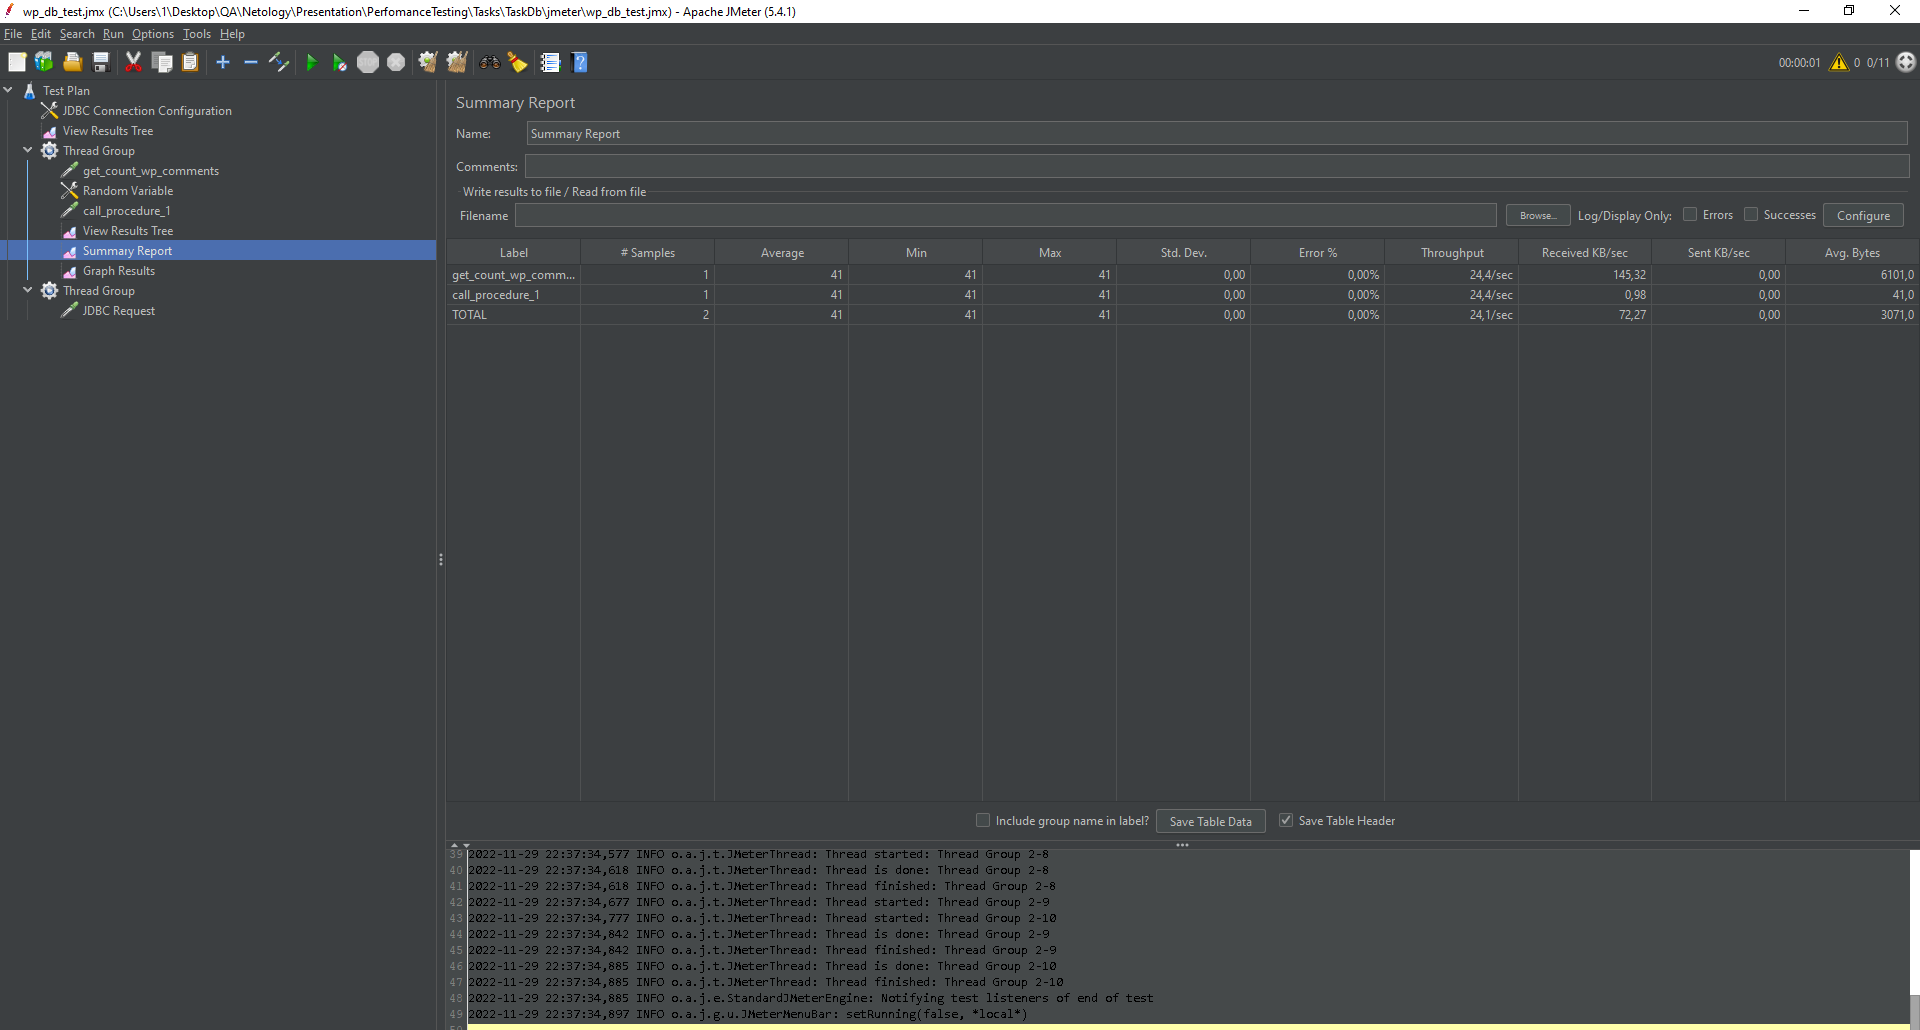 wp_db_test.jmx (C:\Users\1\Desktop\QA\Netology\Presentation\PerfomanceTesting\Tasks\TaskDb\jmeter\wp_db_test.jmx) - Apache JMeter (5.4.1)
File Edit Search Run Options Tools Help
STOP 00:00:01 0 0/11
Test Plan
JDBC Connection Configuration
View Results Tree
Thread Group
get_count_wp_comments
Random Variable
call_procedure_1
View Results Tree
Summary Report
Graph Results
Thread Group
JDBC Request
Summary Report
Name: Summary Report
Comments:
Write results to file / Read from file
Filename Browse... Log/Display Only: Errors Successes Configure
Label # Samples Average Min Max Std. Dev. Error % Throughput Received KB/sec Sent KB/sec Avg. Bytes
get_count_wp_comm... 1 41 41 41 0,00 0,00% 24,4/sec 145,32 0,00 6101,0
call_procedure_1 1 41 41 41 0,00 0,00% 24,4/sec 0,98 0,00 41,0
TOTAL 2 41 41 41 0,00 0,00% 24,1/sec 72,27 0,00 3071,0
Include group name in label? Save Table Data Save Table Header
39 2022-11-29 22:37:34,577 INFO o.a.j.t.JMeterThread: Thread started: Thread Group 2-8
40 2022-11-29 22:37:34,618 INFO o.a.j.t.JMeterThread: Thread is done: Thread Group 2-8
41 2022-11-29 22:37:34,618 INFO o.a.j.t.JMeterThread: Thread finished: Thread Group 2-8
42 2022-11-29 22:37:34,677 INFO o.a.j.t.JMeterThread: Thread started: Thread Group 2-9
43 2022-11-29 22:37:34,777 INFO o.a.j.t.JMeterThread: Thread started: Thread Group 2-10
44 2022-11-29 22:37:34,842 INFO o.a.j.t.JMeterThread: Thread is done: Thread Group 2-9
45 2022-11-29 22:37:34,842 INFO o.a.j.t.JMeterThread: Thread finished: Thread Group 2-9
46 2022-11-29 22:37:34,885 INFO o.a.j.t.JMeterThread: Thread is done: Thread Group 2-10
47 2022-11-29 22:37:34,885 INFO o.a.j.t.JMeterThread: Thread finished: Thread Group 2-10
48 2022-11-29 22:37:34,885 INFO o.a.j.e.StandardJMeterEngine: Notifying test listeners of end of test
49 2022-11-29 22:37:34,897 INFO o.a.j.g.u.JMeterMenuBar: setRunning(false, *local*)
50